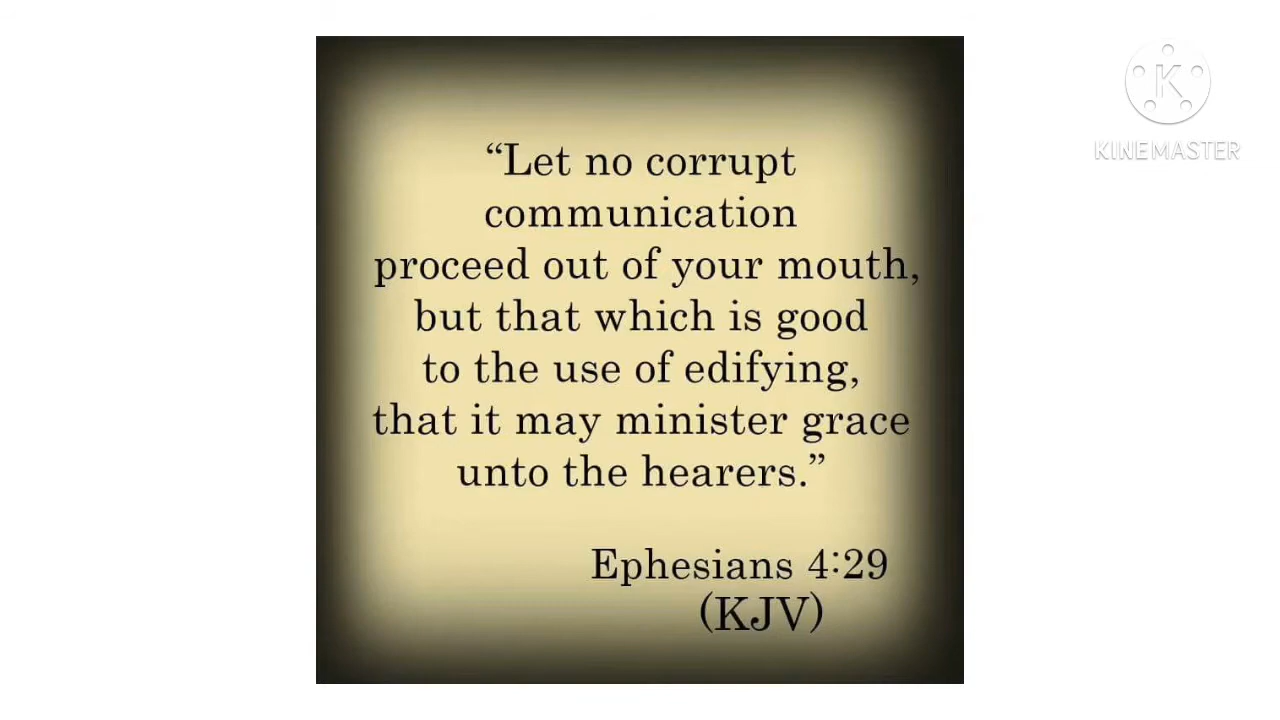 “Let no corrupt
communication
proceed out of your mouth,
but that which is good
to the use of edifying,
that it may minister grace
unto the hearers.”
Ephesians 4:29
(KJV)
K
KINEMASTER